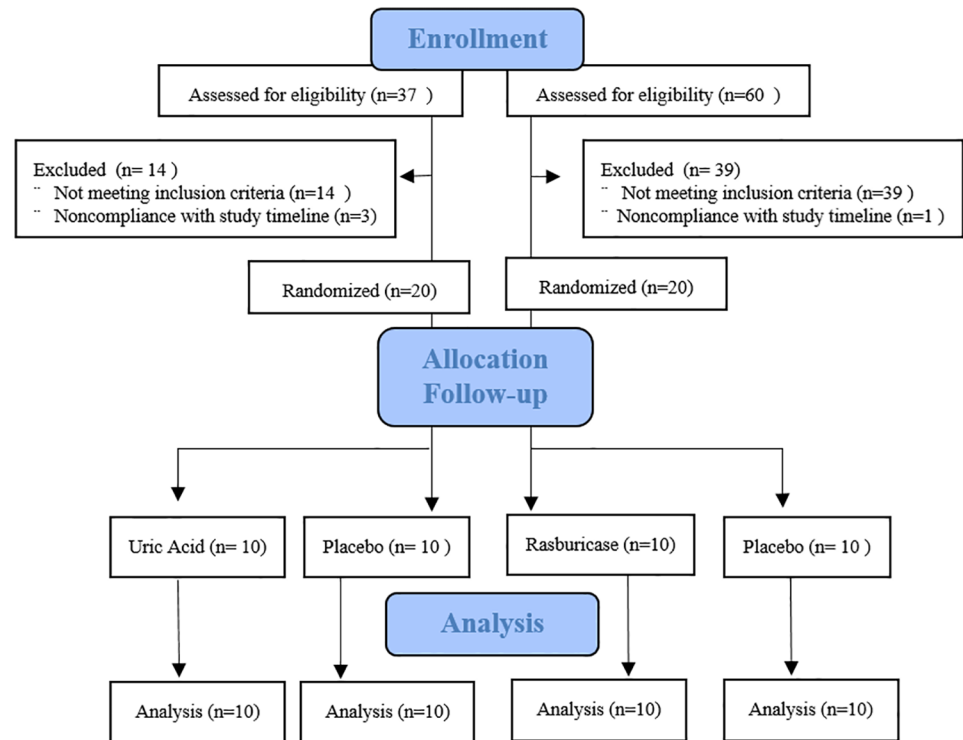 Enrollment
Assessed for eligibility (n=37 )
Assessed for eligibility (n=60 )
Excluded (n= 14 )
¨ Not meeting inclusion criteria (n=14 )
¨ Noncompliance with study timeline (n=3)
Excluded (n= 39)
¨ Not meeting inclusion criteria (n=39 )
¨ Noncompliance with study timeline (n=1 )
Randomized (n=20)
Randomized (n=20)
Allocation
Follow-up
Uric Acid (n= 10)
Placebo (n= 10 )
Rasburicase (n=10)
Placebo (n= 10 )
Analysis
Analysis (n=10)
Analysis (n=10)
Analysis (n=10)
Analysis (n=10)